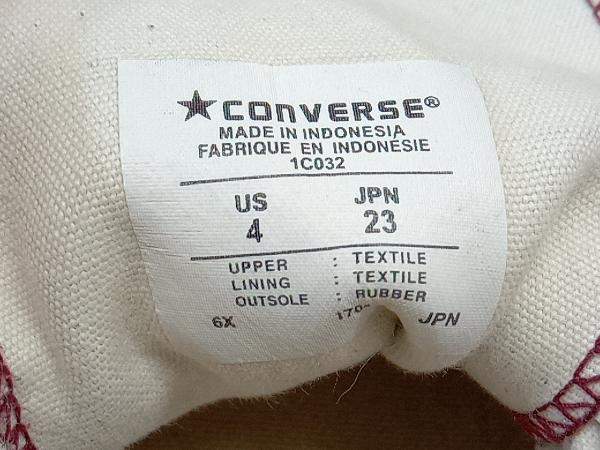 ★CONVERSE®
MADE IN INDONESIA
FABRIQUE EN INDONÉSIE
1C032
US JPN
4 23
UPPER : TEXTILE
LINING : TEXTILE
OUTSOLE : RUBBER
6X JPN